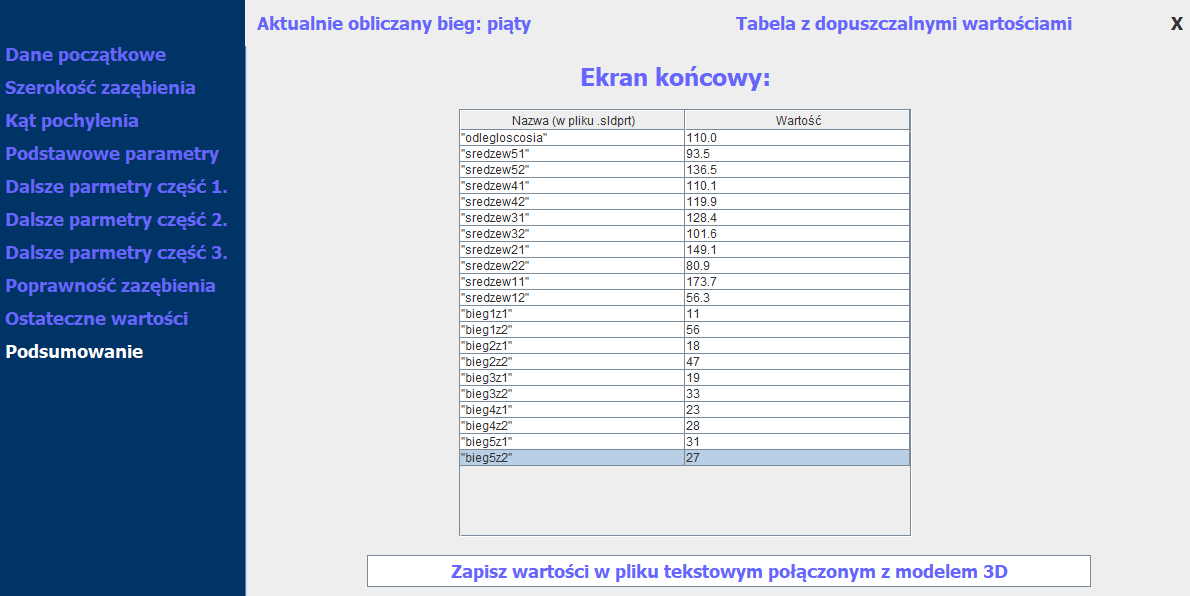 Aktualnie obliczany bieg: piąty
Tabela z dopuszczalnymi wartościami
X
Dane początkowe
Szerokość zazębienia
Kąt pochylenia
Podstawowe parametry
Dalsze parmetry część 1.
Dalsze parmetry część 2.
Dalsze parmetry część 3.
Poprawność zazębienia
Ostateczne wartości
Podsumowanie
Ekran końcowy:
Nazwa (w pliku .sldprt) Wartość
"odlegloscosia" 110.0
"sredzew51" 93.5
"sredzew52" 136.5
"sredzew41" 110.1
"sredzew42" 119.9
"sredzew31" 128.4
"sredzew32" 101.6
"sredzew21" 149.1
"sredzew22" 80.9
"sredzew11" 173.7
"sredzew12" 56.3
"bieg1z1" 11
"bieg1z2" 56
"bieg2z1" 18
"bieg2z2" 47
"bieg3z1" 19
"bieg3z2" 33
"bieg4z1" 23
"bieg4z2" 28
"bieg5z1" 31
"bieg5z2" 27
Zapisz wartości w pliku tekstowym połączonym z modelem 3D